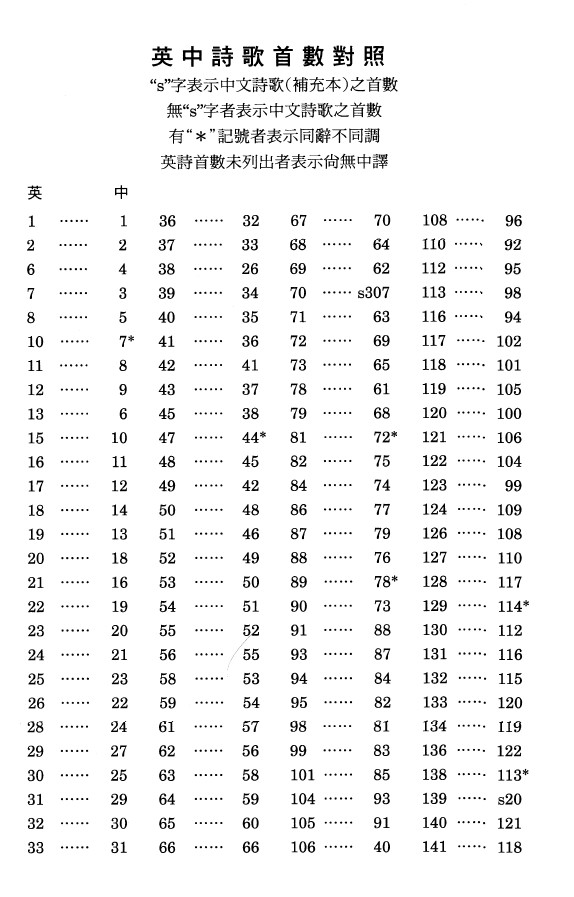 英中詩歌首數對照
“s”字表示中文詩歌(補充本)之首數
無“s”字者表示中文詩歌之首數
有“＊”記號者表示同辭不同調
英詩首數未列出者表示尚無中譯
英 中
1 …… 1 36 …… 32 67 …… 70 108 …… 96
2 …… 2 37 …… 33 68 …… 64 110 …… 92
6 …… 4 38 …… 26 69 …… 62 112 …… 95
7 …… 3 39 …… 34 70 …… s307 113 …… 98
8 …… 5 40 …… 35 71 …… 63 116 …… 94
10 …… 7* 41 …… 36 72 …… 69 117 …… 102
11 …… 8 42 …… 41 73 …… 65 118 …… 101
12 …… 9 43 …… 37 78 …… 61 119 …… 105
13 …… 6 45 …… 38 79 …… 68 120 …… 100
15 …… 10 47 …… 44* 81 …… 72* 121 …… 106
16 …… 11 48 …… 45 82 …… 75 122 …… 104
17 …… 12 49 …… 42 84 …… 74 123 …… 99
18 …… 14 50 …… 48 86 …… 77 124 …… 109
19 …… 13 51 …… 46 87 …… 79 126 …… 108
20 …… 18 52 …… 49 88 …… 76 127 …… 110
21 …… 16 53 …… 50 89 …… 78* 128 …… 117
22 …… 19 54 …… 51 90 …… 73 129 …… 114*
23 …… 20 55 …… 52 91 …… 88 130 …… 112
24 …… 21 56 …… 55 93 …… 87 131 …… 116
25 …… 23 58 …… 53 94 …… 84 132 …… 115
26 …… 22 59 …… 54 95 …… 82 133 …… 120
28 …… 24 61 …… 57 98 …… 81 134 …… 119
29 …… 27 62 …… 56 99 …… 83 136 …… 122
30 …… 25 63 …… 58 101 …… 85 138 …… 113*
31 …… 29 64 …… 59 104 …… 93 139 …… s20
32 …… 30 65 …… 60 105 …… 91 140 …… 121
33 …… 31 66 …… 66 106 …… 40 141 …… 118